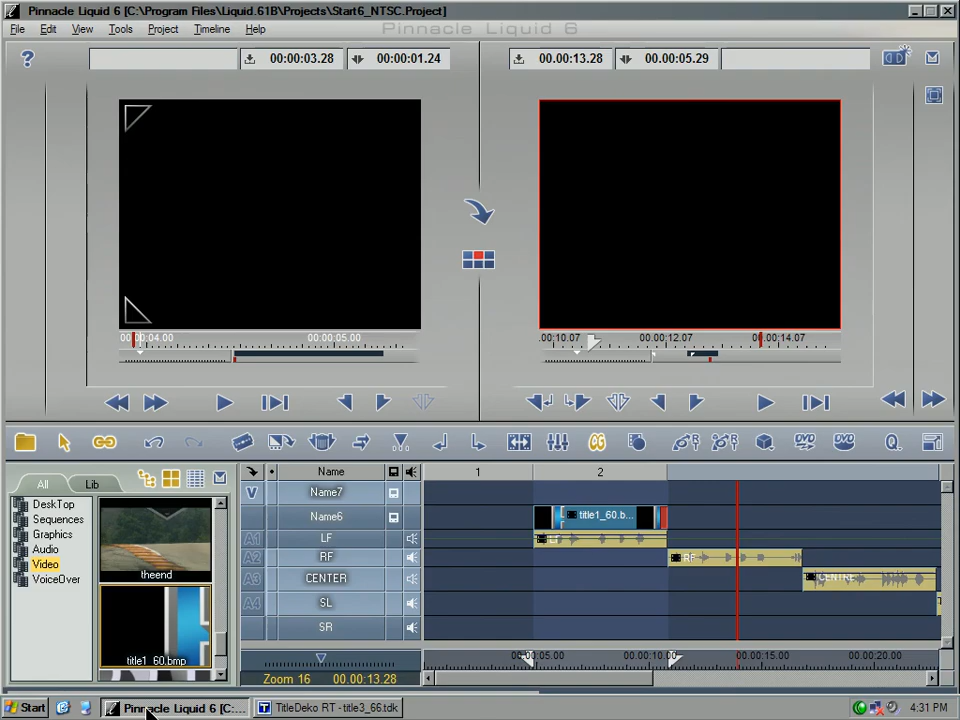 Pinnacle Liquid 6 [C:\Program Files\Liquid.61B\Projects\Start6_NTSC.Project]
File Edit View Tools Project Timeline Help
Pinnacle Liquid 6
? 00:00:03.28 00:00:01.24 00:00:13.28 00:00:05.29
00:00:04.00 00:00:05.00 .00:10.07 00:00:12.07 00:00:14.07
DVD DVD Q.
All Lib
DeskTop
Sequences
Graphics
Audio
Video
VoiceOver
theend
title1_60.bmp
Name 1 2
V Name7
Name6 title1_60.b...
A1 LF LF
A2 RF RF
A3 CENTER CENTRE
A4 SL
SR
00:00:05.00 00:00:10.00 00:00:15.00 00:00:20.00
Zoom 16 00:00:13.28
Start Pinnacle Liquid 6 [C:... TitleDeko RT - title3_66.tdk 4:31 PM